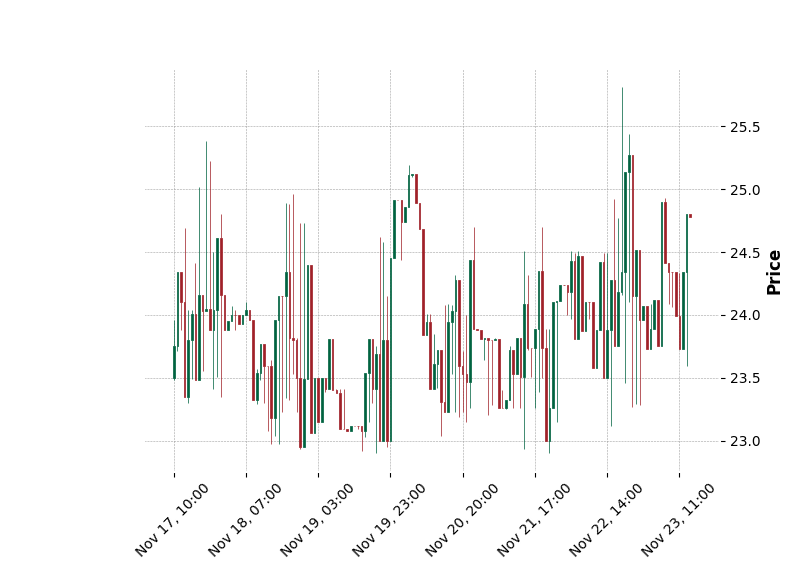 25.5
25.0
24.5
24.0
23.5
23.0
Price
Nov 17, 10:00
Nov 18, 07:00
Nov 19, 03:00
Nov 19, 23:00
Nov 20, 20:00
Nov 21, 17:00
Nov 22, 14:00
Nov 23, 11:00